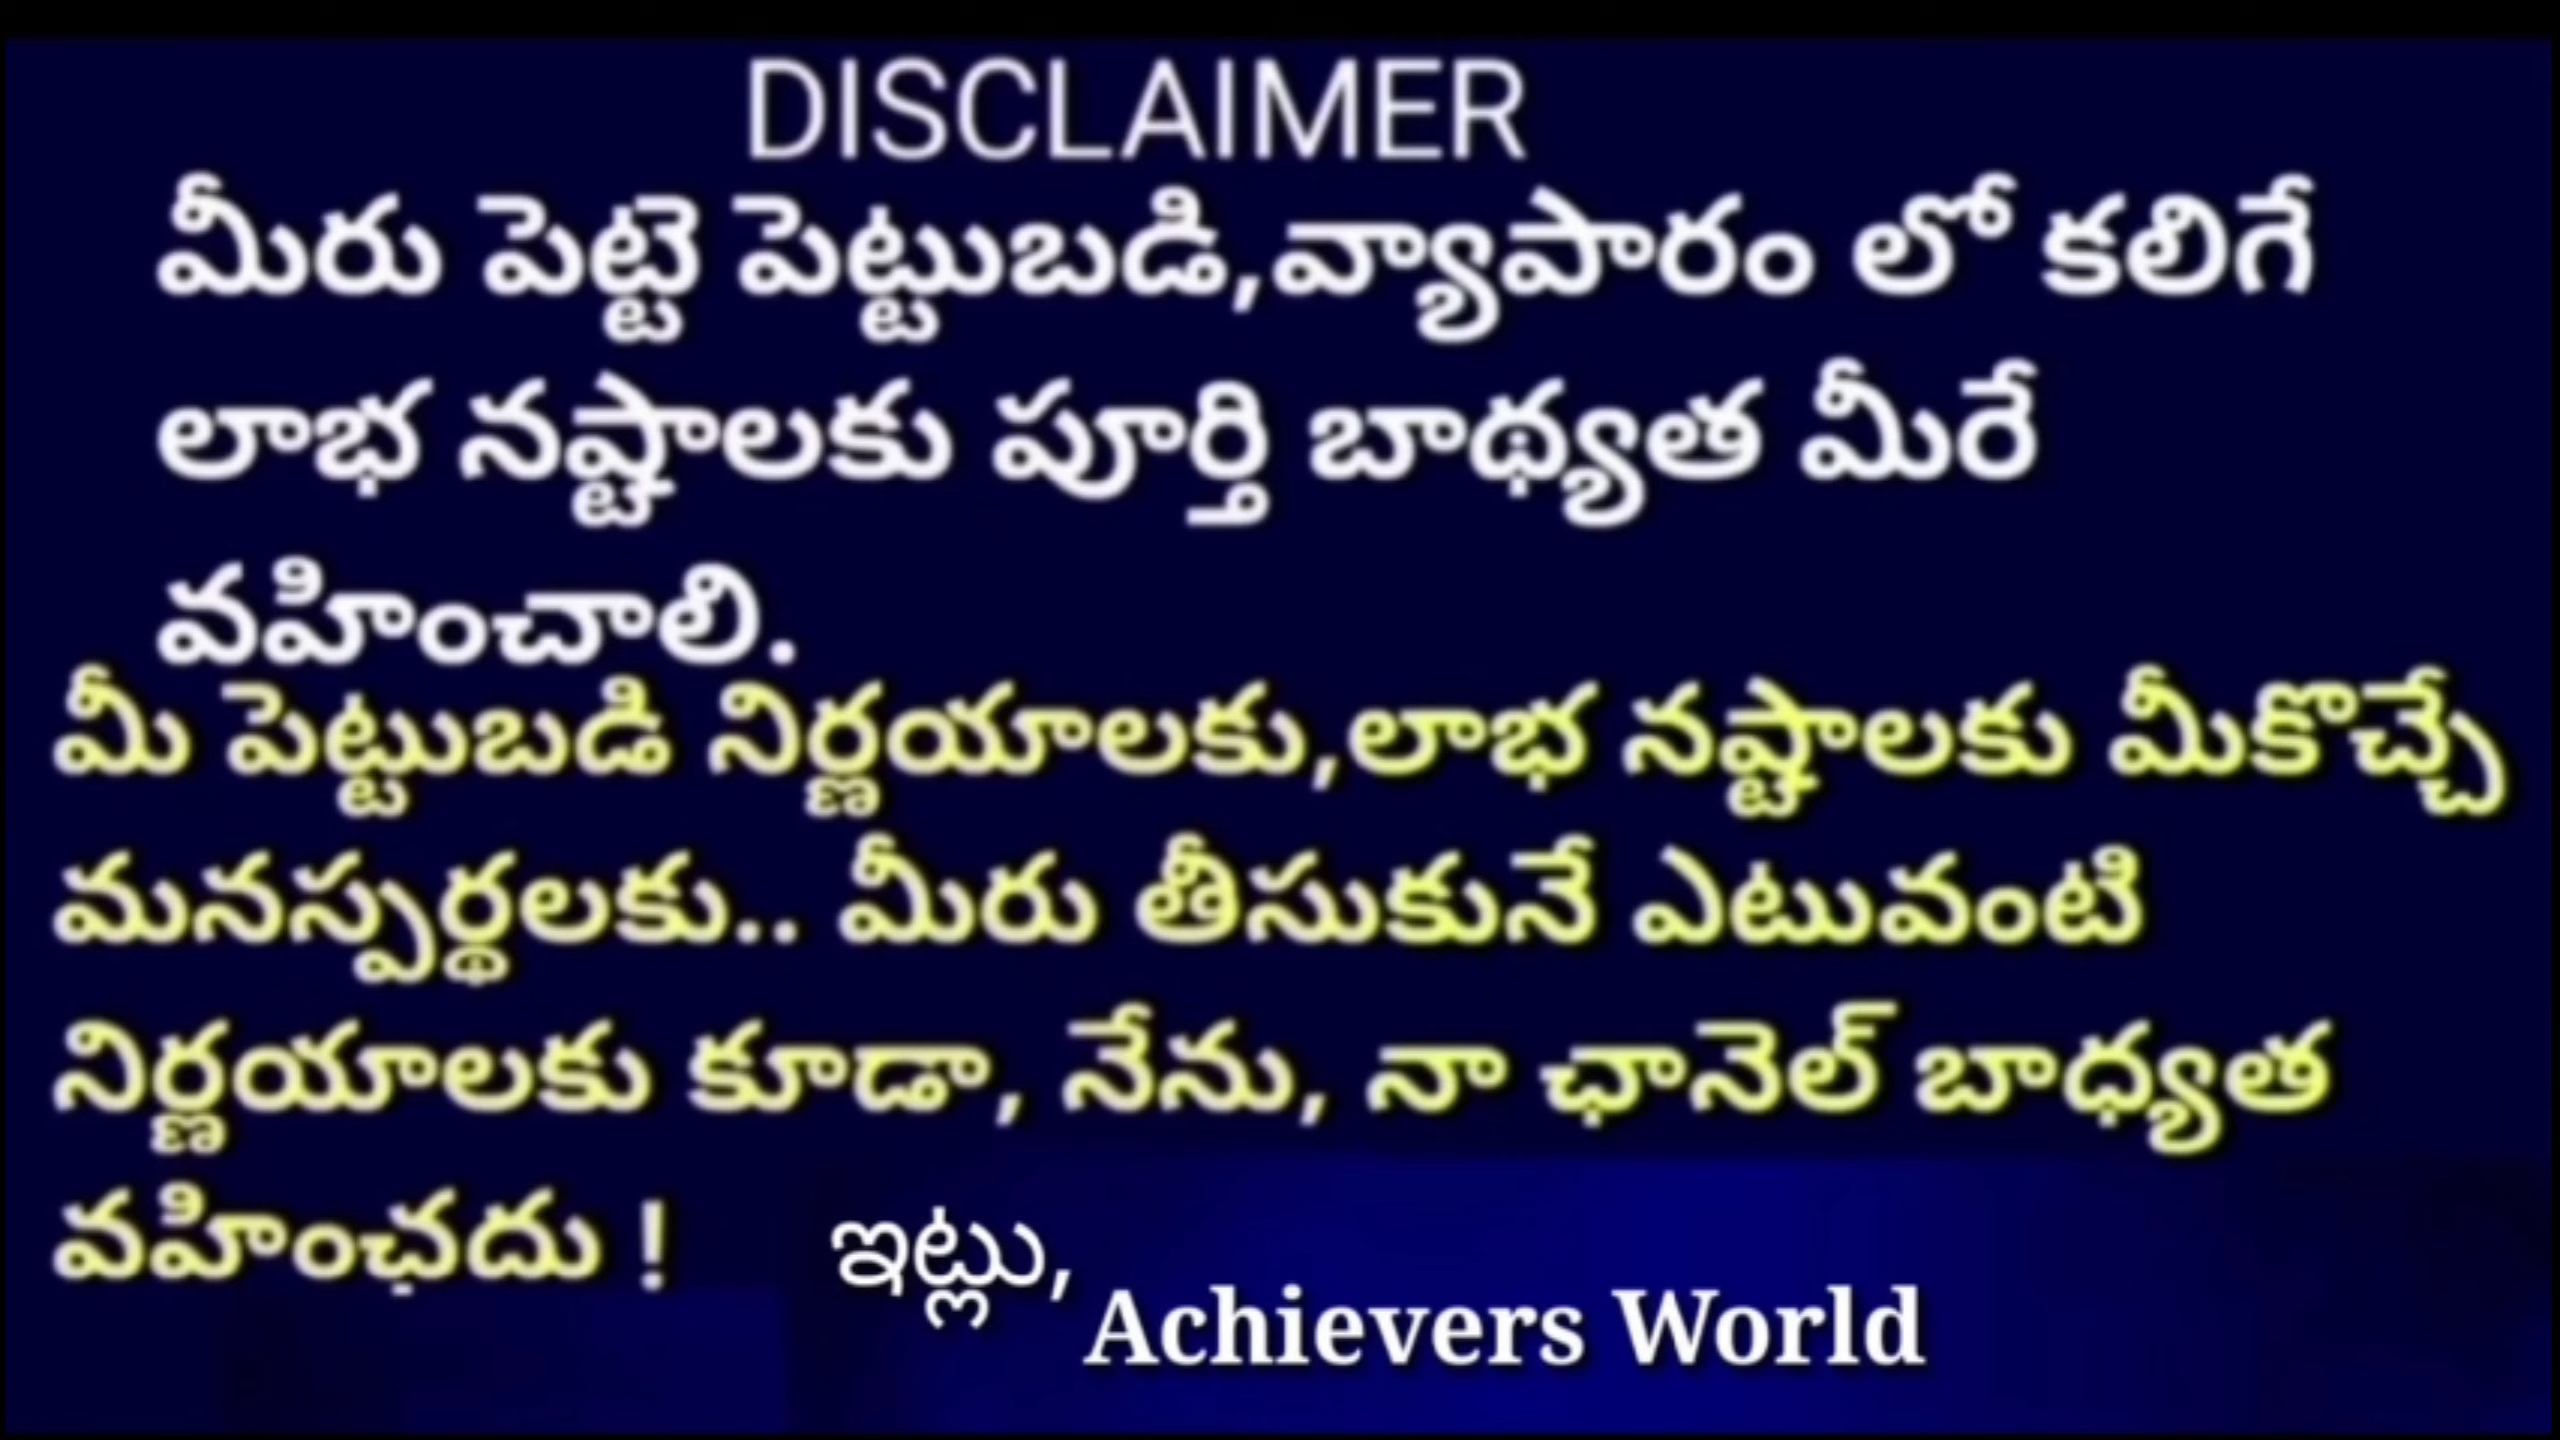 DISCLAIMER
మీరు పెట్టె పెట్టుబడి,వ్యాపారం లో కలిగే
లాభ నష్టాలకు పూర్తి బాథ్యత మీరే
వహించాలి.
మీ పెట్టుబడి నిర్ణయాలకు,లాభ నష్టాలకు మీకొచ్చే
మనస్పర్థలకు.. మీరు తీసుకునే ఎటువంటి
నిర్ణయాలకు కూడా, నేను, నా ఛానెల్ బాధ్యత
వహించదు !
ఇట్లు,
Achievers World